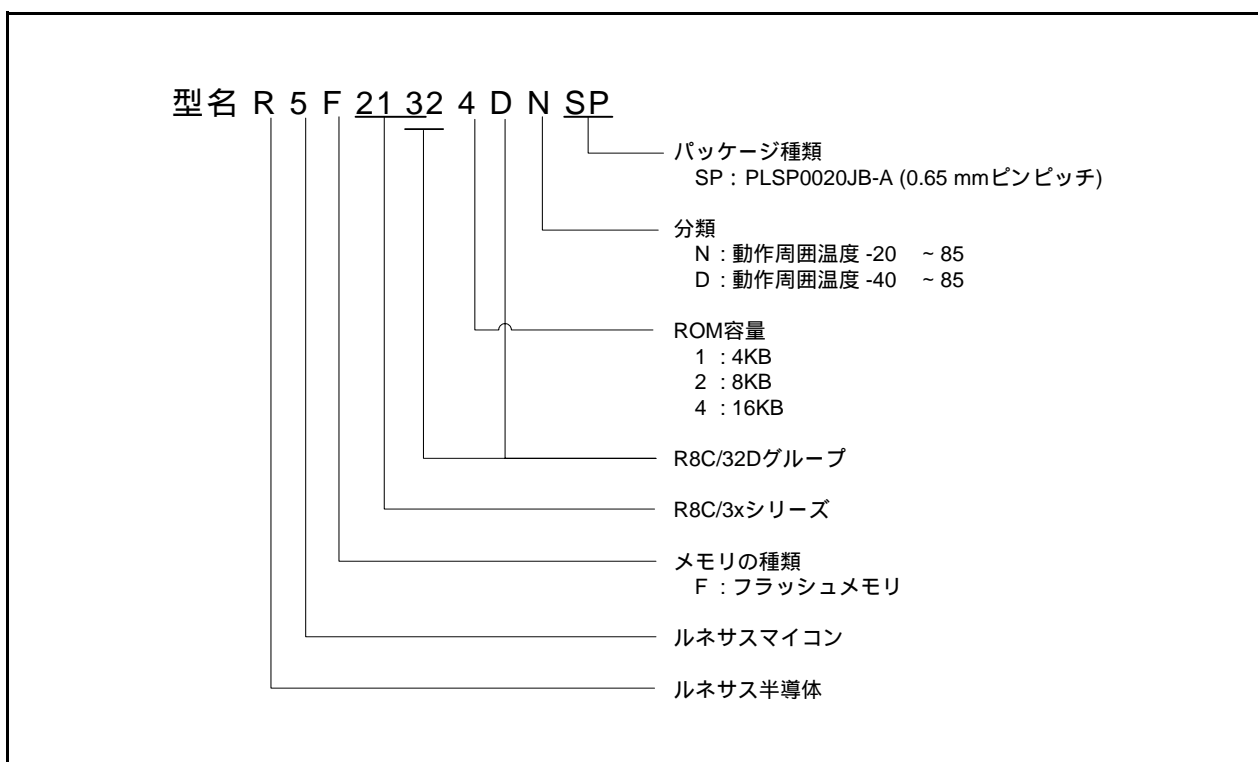 型名 R 5 F 21 32 4 D N SP
パッケージ種類
SP : PLSP0020JB-A (0.65 mmピンピッチ)
分類
N : 動作周囲温度 -20 ~ 85
D : 動作周囲温度 -40 ~ 85
ROM容量
1 : 4KB
2 : 8KB
4 : 16KB
R8C/32Dグループ
R8C/3xシリーズ
メモリの種類
F : フラッシュメモリ
ルネサスマイコン
ルネサス半導体